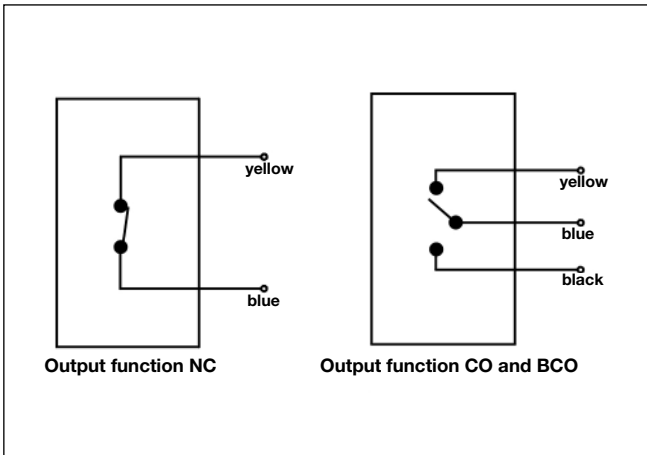 yellow
blue
Output function NC
yellow
blue
black
Output function CO and BCO